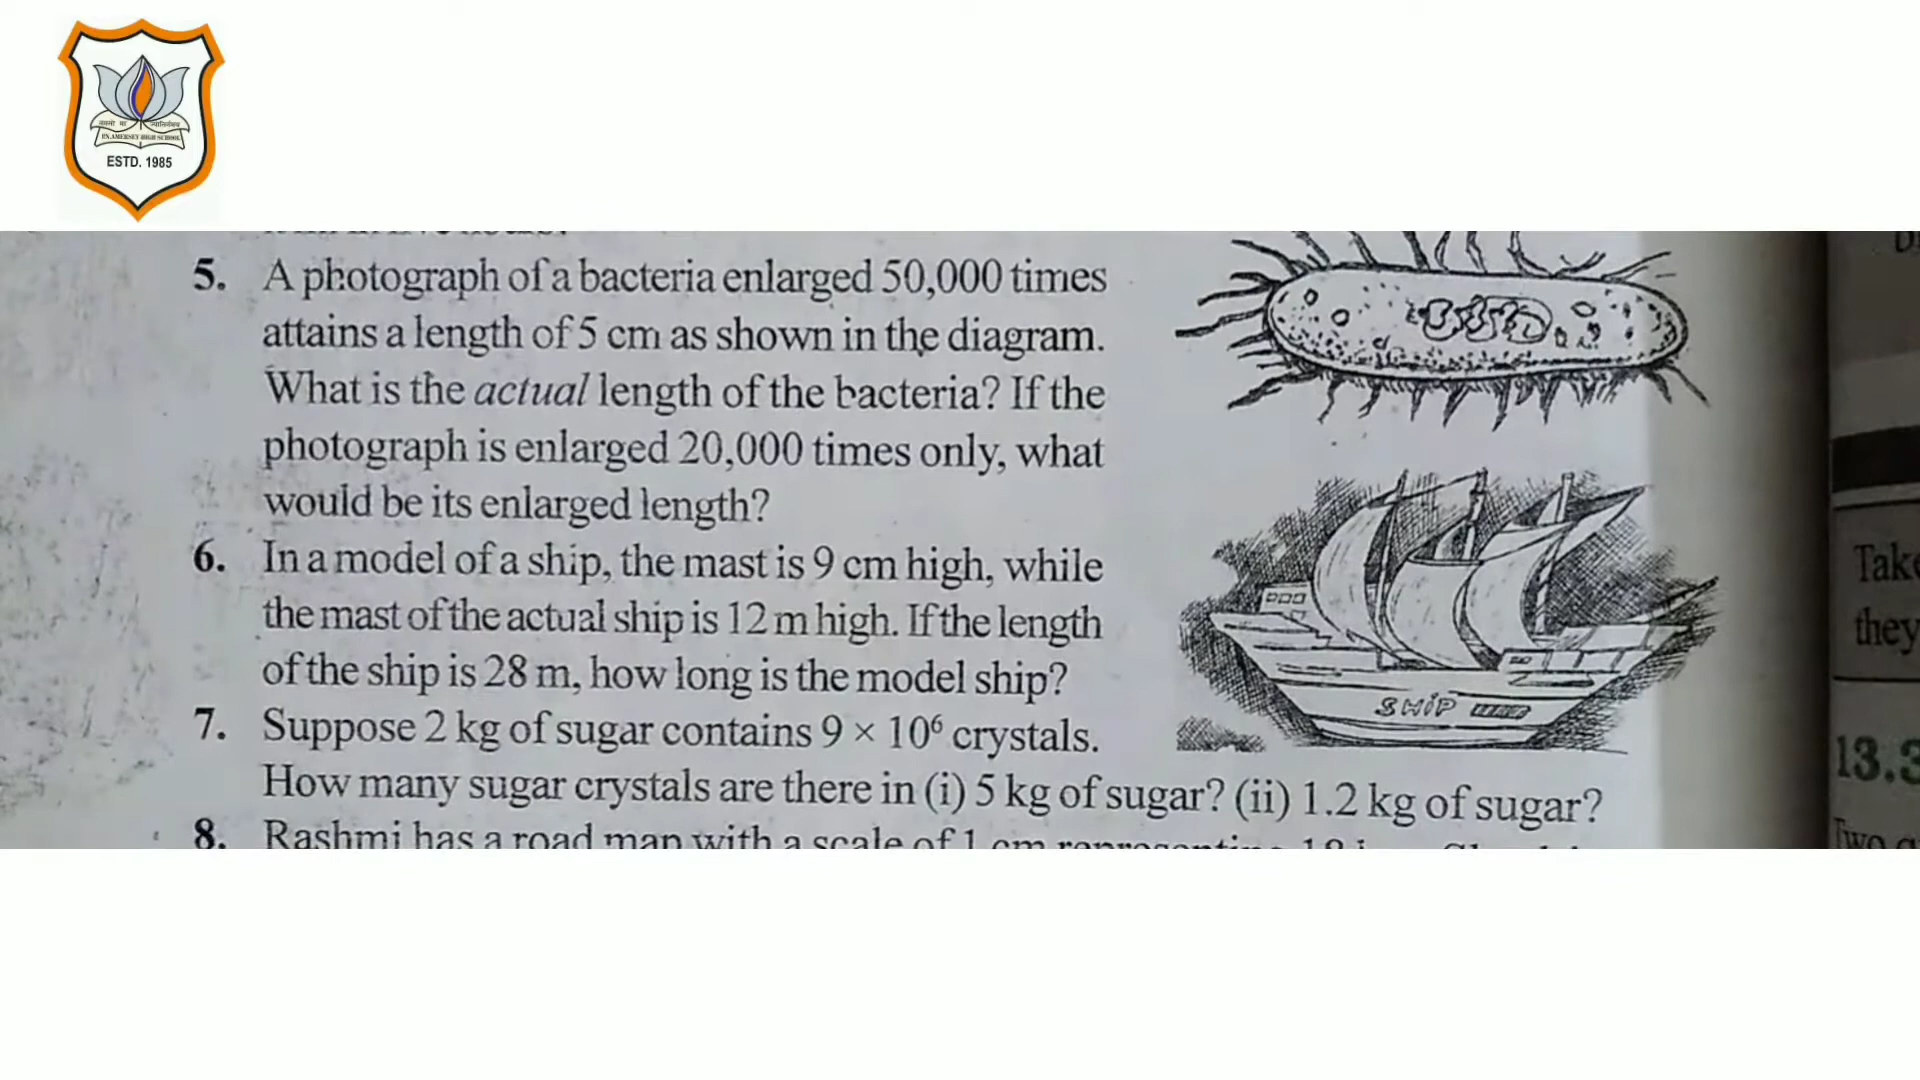 P.N.AMERSEY HIGH SCHOOL
ESTD. 1985
5. A photograph of a bacteria enlarged 50,000 times
attains a length of 5 cm as shown in the diagram.
What is the actual length of the bacteria? If the
photograph is enlarged 20,000 times only, what
would be its enlarged length?
6. In a model of a ship, the mast is 9 cm high, while
the mast of the actual ship is 12 m high. If the length
of the ship is 28 m, how long is the model ship?
SHiP
7. Suppose 2 kg of sugar contains 9 × 10⁶ crystals.
How many sugar crystals are there in (i) 5 kg of sugar? (ii) 1.2 kg of sugar?
8. Rashmi has a road map with a scale of 1 cm representing 18
Take
they
13.3
Two